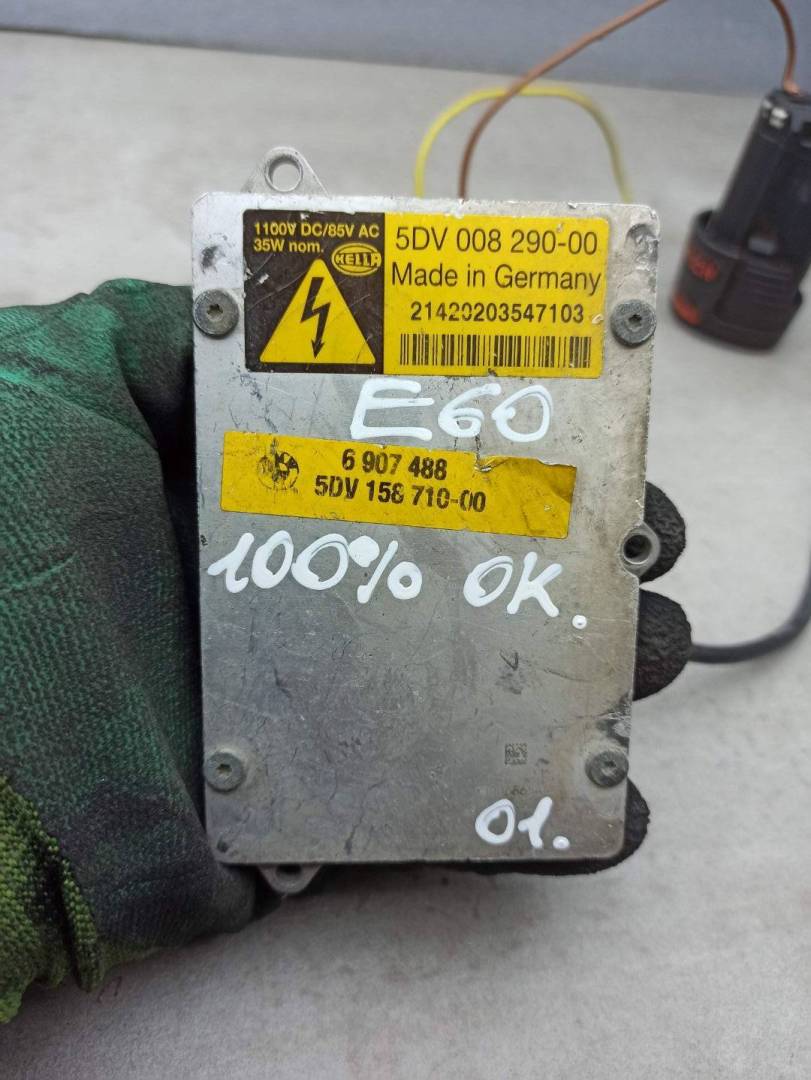 1100V DC/85V AC
35W nom.
HELLA
5DV 008 290-00
Made in Germany
21420203547103
E60
6 907 488
5DV 158 710-00
100% OK.
01.